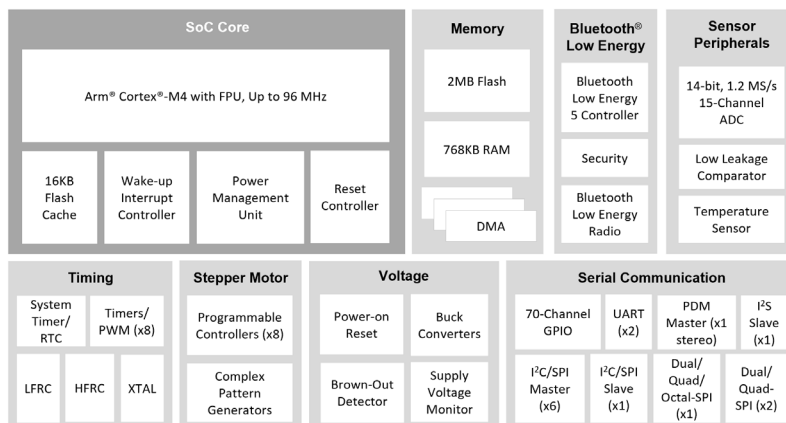 SoC Core
Arm® Cortex®-M4 with FPU, Up to 96 MHz
16KB
Flash
Cache
Wake-up
Interrupt
Controller
Power
Management
Unit
Reset
Controller
Memory
2MB Flash
768KB RAM
DMA
Bluetooth®
Low Energy
Bluetooth
Low Energy
5 Controller
Security
Bluetooth
Low Energy
Radio
Sensor
Peripherals
14-bit, 1.2 MS/s
15-Channel
ADC
Low Leakage
Comparator
Temperature
Sensor
Timing
System
Timer/
RTC
Timers/
PWM (x8)
LFRC
HFRC
XTAL
Stepper Motor
Programmable
Controllers (x8)
Complex
Pattern
Generators
Voltage
Power-on
Reset
Buck
Converters
Brown-Out
Detector
Supply
Voltage
Monitor
Serial Communication
70-Channel
GPIO
UART
(x2)
PDM
Master (x1
stereo)
I²S
Slave
(x1)
I²C/SPI
Master
(x6)
I²C/SPI
Slave
(x1)
Dual/
Quad/
Octal-SPI
(x1)
Dual/
Quad-
SPI (x2)